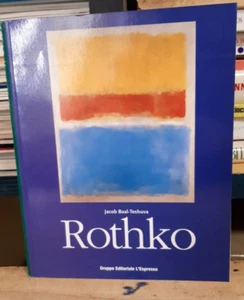 Jacob Baal-Teshuva
Rothko
Gruppo Editoriale L'Espresso